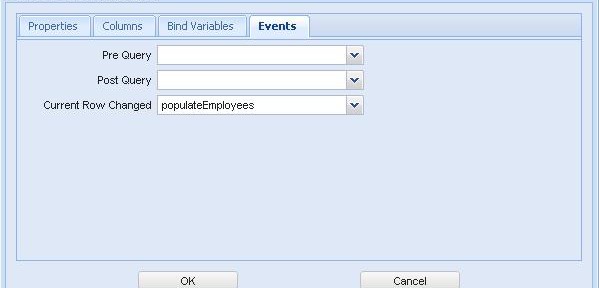 Properties Columns Bind Variables Events
Pre Query
Post Query
Current Row Changed populateEmployees
OK Cancel